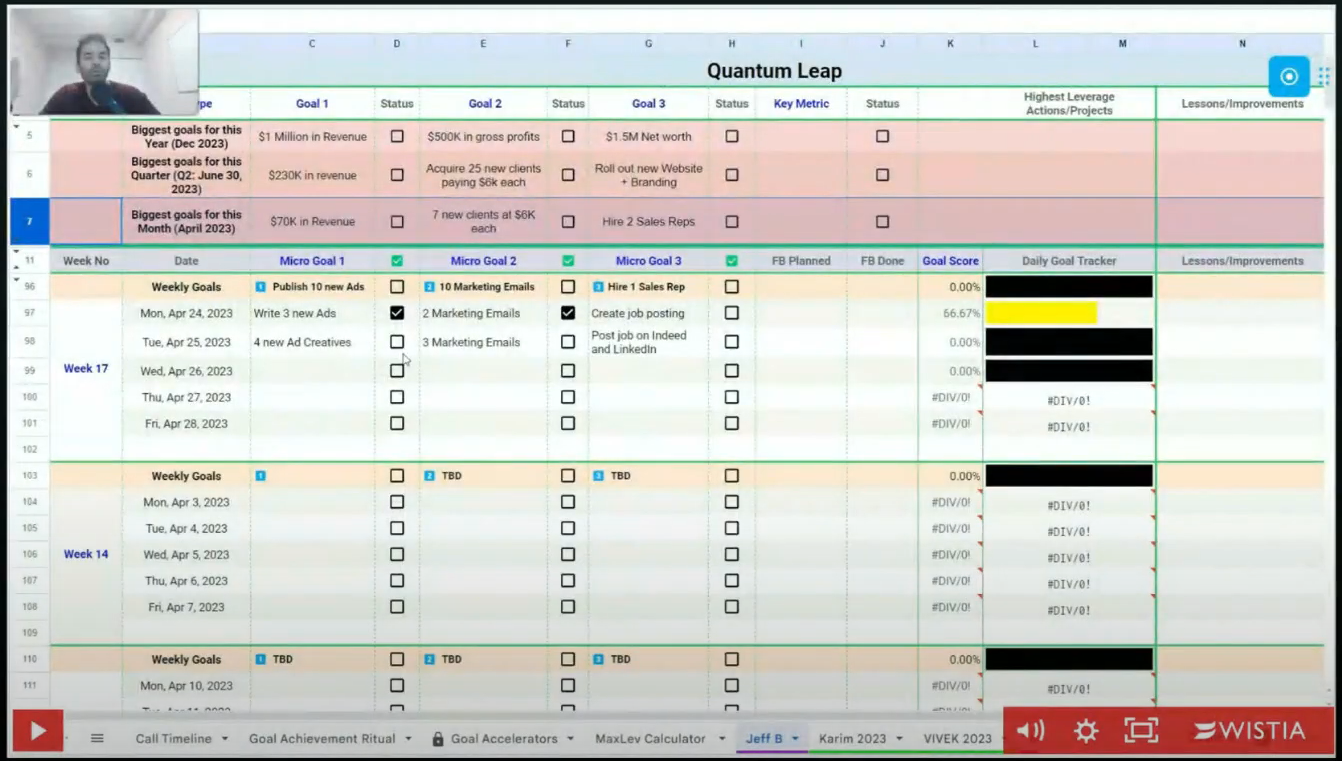 C D E F G H I J K L M N
Quantum Leap
Goal 1 Status Goal 2 Status Goal 3 Status Key Metric Status Highest Leverage Actions/Projects Lessons/Improvements
5 Biggest goals for this Year (Dec 2023) $1 Million in Revenue $500K in gross profits $1.5M Net worth
6 Biggest goals for this Quarter (Q2: June 30, 2023) $230K in revenue Acquire 25 new clients paying $6k each Roll out new Website + Branding
7 Biggest goals for this Month (April 2023) $70K in Revenue 7 new clients at $6K each Hire 2 Sales Reps
11 Week No Date Micro Goal 1 Micro Goal 2 Micro Goal 3 FB Planned FB Done Goal Score Daily Goal Tracker Lessons/Improvements
96 Weekly Goals 1 Publish 10 new Ads 2 10 Marketing Emails 3 Hire 1 Sales Rep 0.00%
97 Mon, Apr 24, 2023 Write 3 new Ads 2 Marketing Emails Create job posting 66.67%
98 Tue, Apr 25, 2023 4 new Ad Creatives 3 Marketing Emails Post job on Indeed and LinkedIn 0.00%
Week 17
99 Wed, Apr 26, 2023 0.00%
100 Thu, Apr 27, 2023 #DIV/0! #DIV/0!
101 Fri, Apr 28, 2023 #DIV/0! #DIV/0!
102
103 Weekly Goals 1 2 TBD 3 TBD 0.00%
104 Mon, Apr 3, 2023 #DIV/0! #DIV/0!
105 Tue, Apr 4, 2023 #DIV/0! #DIV/0!
106 Week 14 Wed, Apr 5, 2023 #DIV/0! #DIV/0!
107 Thu, Apr 6, 2023 #DIV/0! #DIV/0!
108 Fri, Apr 7, 2023 #DIV/0! #DIV/0!
109
110 Weekly Goals 1 TBD 2 TBD 3 TBD 0.00%
111 Mon, Apr 10, 2023 #DIV/0! #DIV/0!
Call Timeline Goal Achievement Ritual Goal Accelerators MaxLev Calculator Jeff B Karim 2023 VIVEK 2023 WISTIA